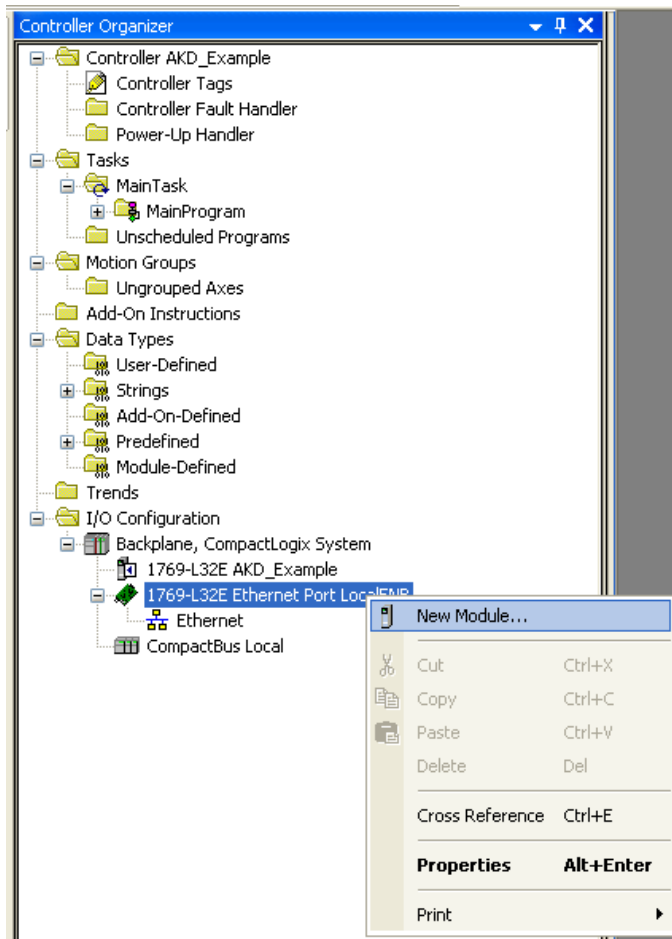 Controller Organizer
Controller AKD_Example
Controller Tags
Controller Fault Handler
Power-Up Handler
Tasks
MainTask
MainProgram
Unscheduled Programs
Motion Groups
Ungrouped Axes
Add-On Instructions
Data Types
User-Defined
Strings
Add-On-Defined
Predefined
Module-Defined
Trends
I/O Configuration
Backplane, CompactLogix System
1769-L32E AKD_Example
1769-L32E Ethernet Port LocalENB
Ethernet
CompactBus Local
New Module...
Cut Ctrl+X
Copy Ctrl+C
Paste Ctrl+V
Delete Del
Cross Reference Ctrl+E
Properties Alt+Enter
Print